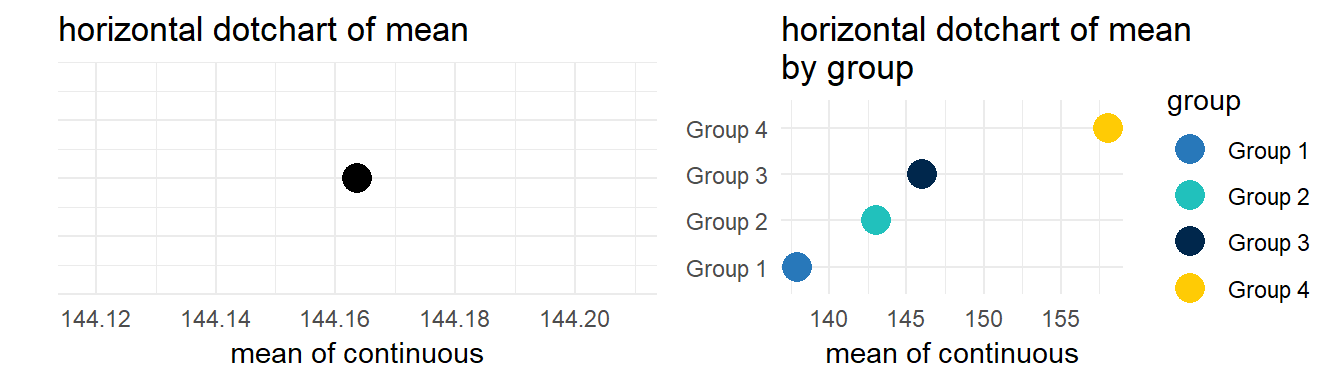 horizontal dotchart of mean
144.12 144.14 144.16 144.18 144.20
mean of continuous
horizontal dotchart of mean
by group
Group 4
Group 3
Group 2
Group 1
140 145 150 155
mean of continuous
group
Group 1
Group 2
Group 3
Group 4